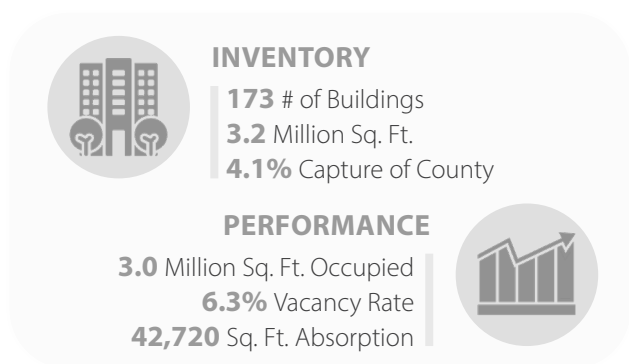 INVENTORY
173 # of Buildings
3.2 Million Sq. Ft.
4.1% Capture of County
PERFORMANCE
3.0 Million Sq. Ft. Occupied
6.3% Vacancy Rate
42,720 Sq. Ft. Absorption